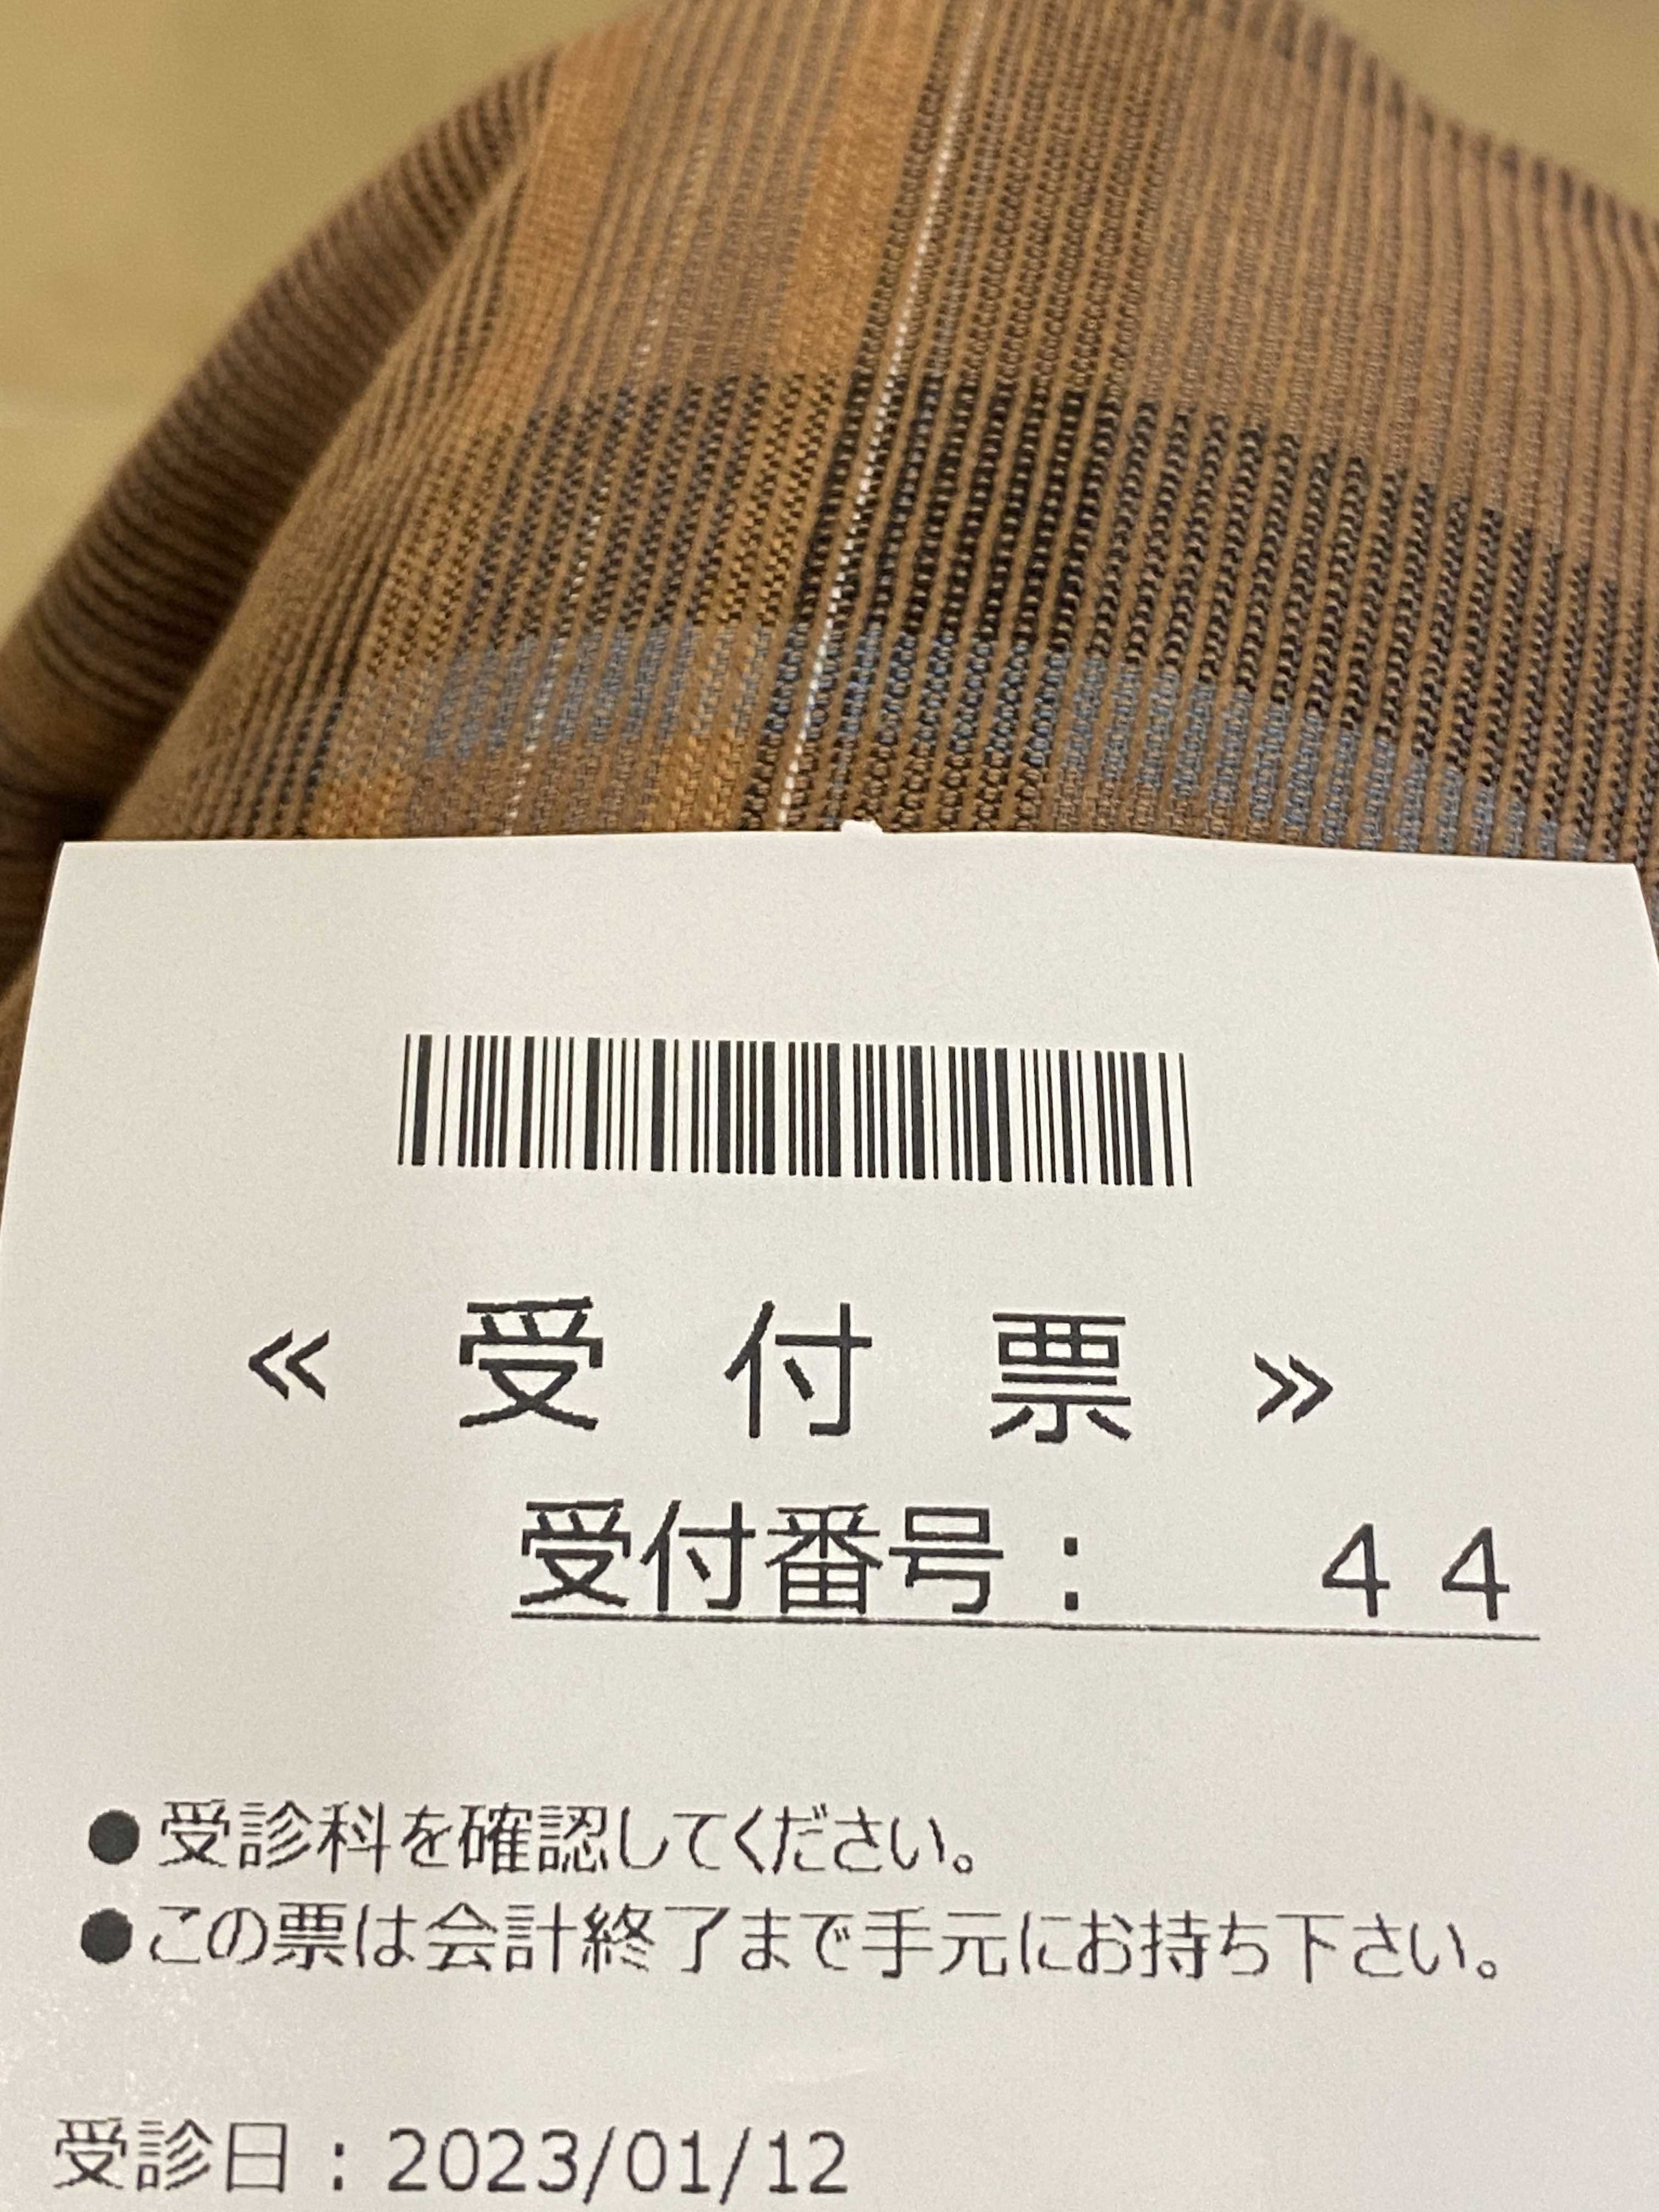 ≪ 受 付 票 ≫
受付番号： ４４
●受診科を確認してください。
●この票は会計終了まで手元にお持ち下さい。
受診日：2023/01/12